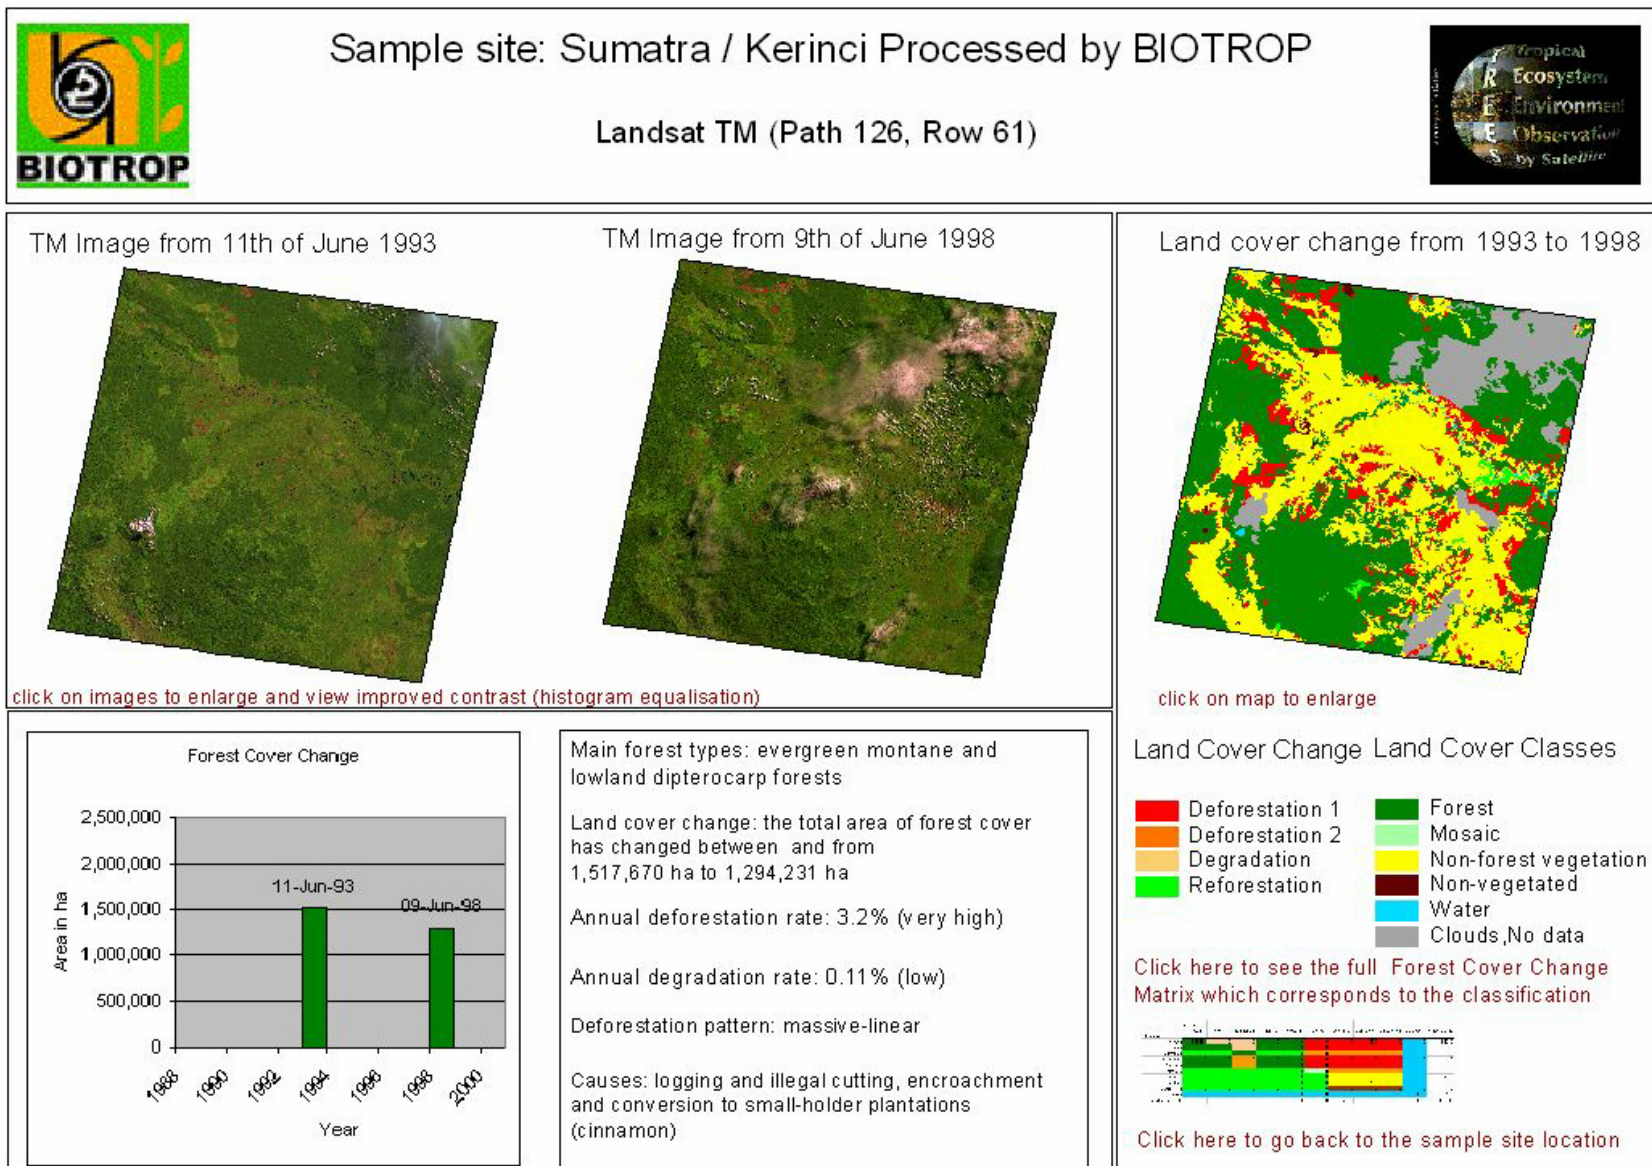 BIOTROP
Sample site: Sumatra / Kerinci Processed by BIOTROP
Landsat TM (Path 126, Row 61)
Tropical
Ecosystem
Environment
Observation
by Satellite
TREES
TM Image from 11th of June 1993
TM Image from 9th of June 1998
click on images to enlarge and view improved contrast (histogram equalisation)
Land cover change from 1993 to 1998
click on map to enlarge
Forest Cover Change
2,500,000
2,000,000
1,500,000
1,000,000
500,000
0
Area in ha
11-Jun-93
09-Jun-98
1988
1990
1992
1994
1996
1998
2000
Year
Main forest types: evergreen montane and
lowland dipterocarp forests
Land cover change: the total area of forest cover
has changed between and from
1,517,670 ha to 1,294,231 ha
Annual deforestation rate: 3.2% (very high)
Annual degradation rate: 0.11% (low)
Deforestation pattern: massive-linear
Causes: logging and illegal cutting, encroachment
and conversion to small-holder plantations
(cinnamon)
Land Cover Change
Deforestation 1
Deforestation 2
Degradation
Reforestation
Land Cover Classes
Forest
Mosaic
Non-forest vegetation
Non-vegetated
Water
Clouds,No data
Click here to see the full Forest Cover Change
Matrix which corresponds to the classification
Click here to go back to the sample site location